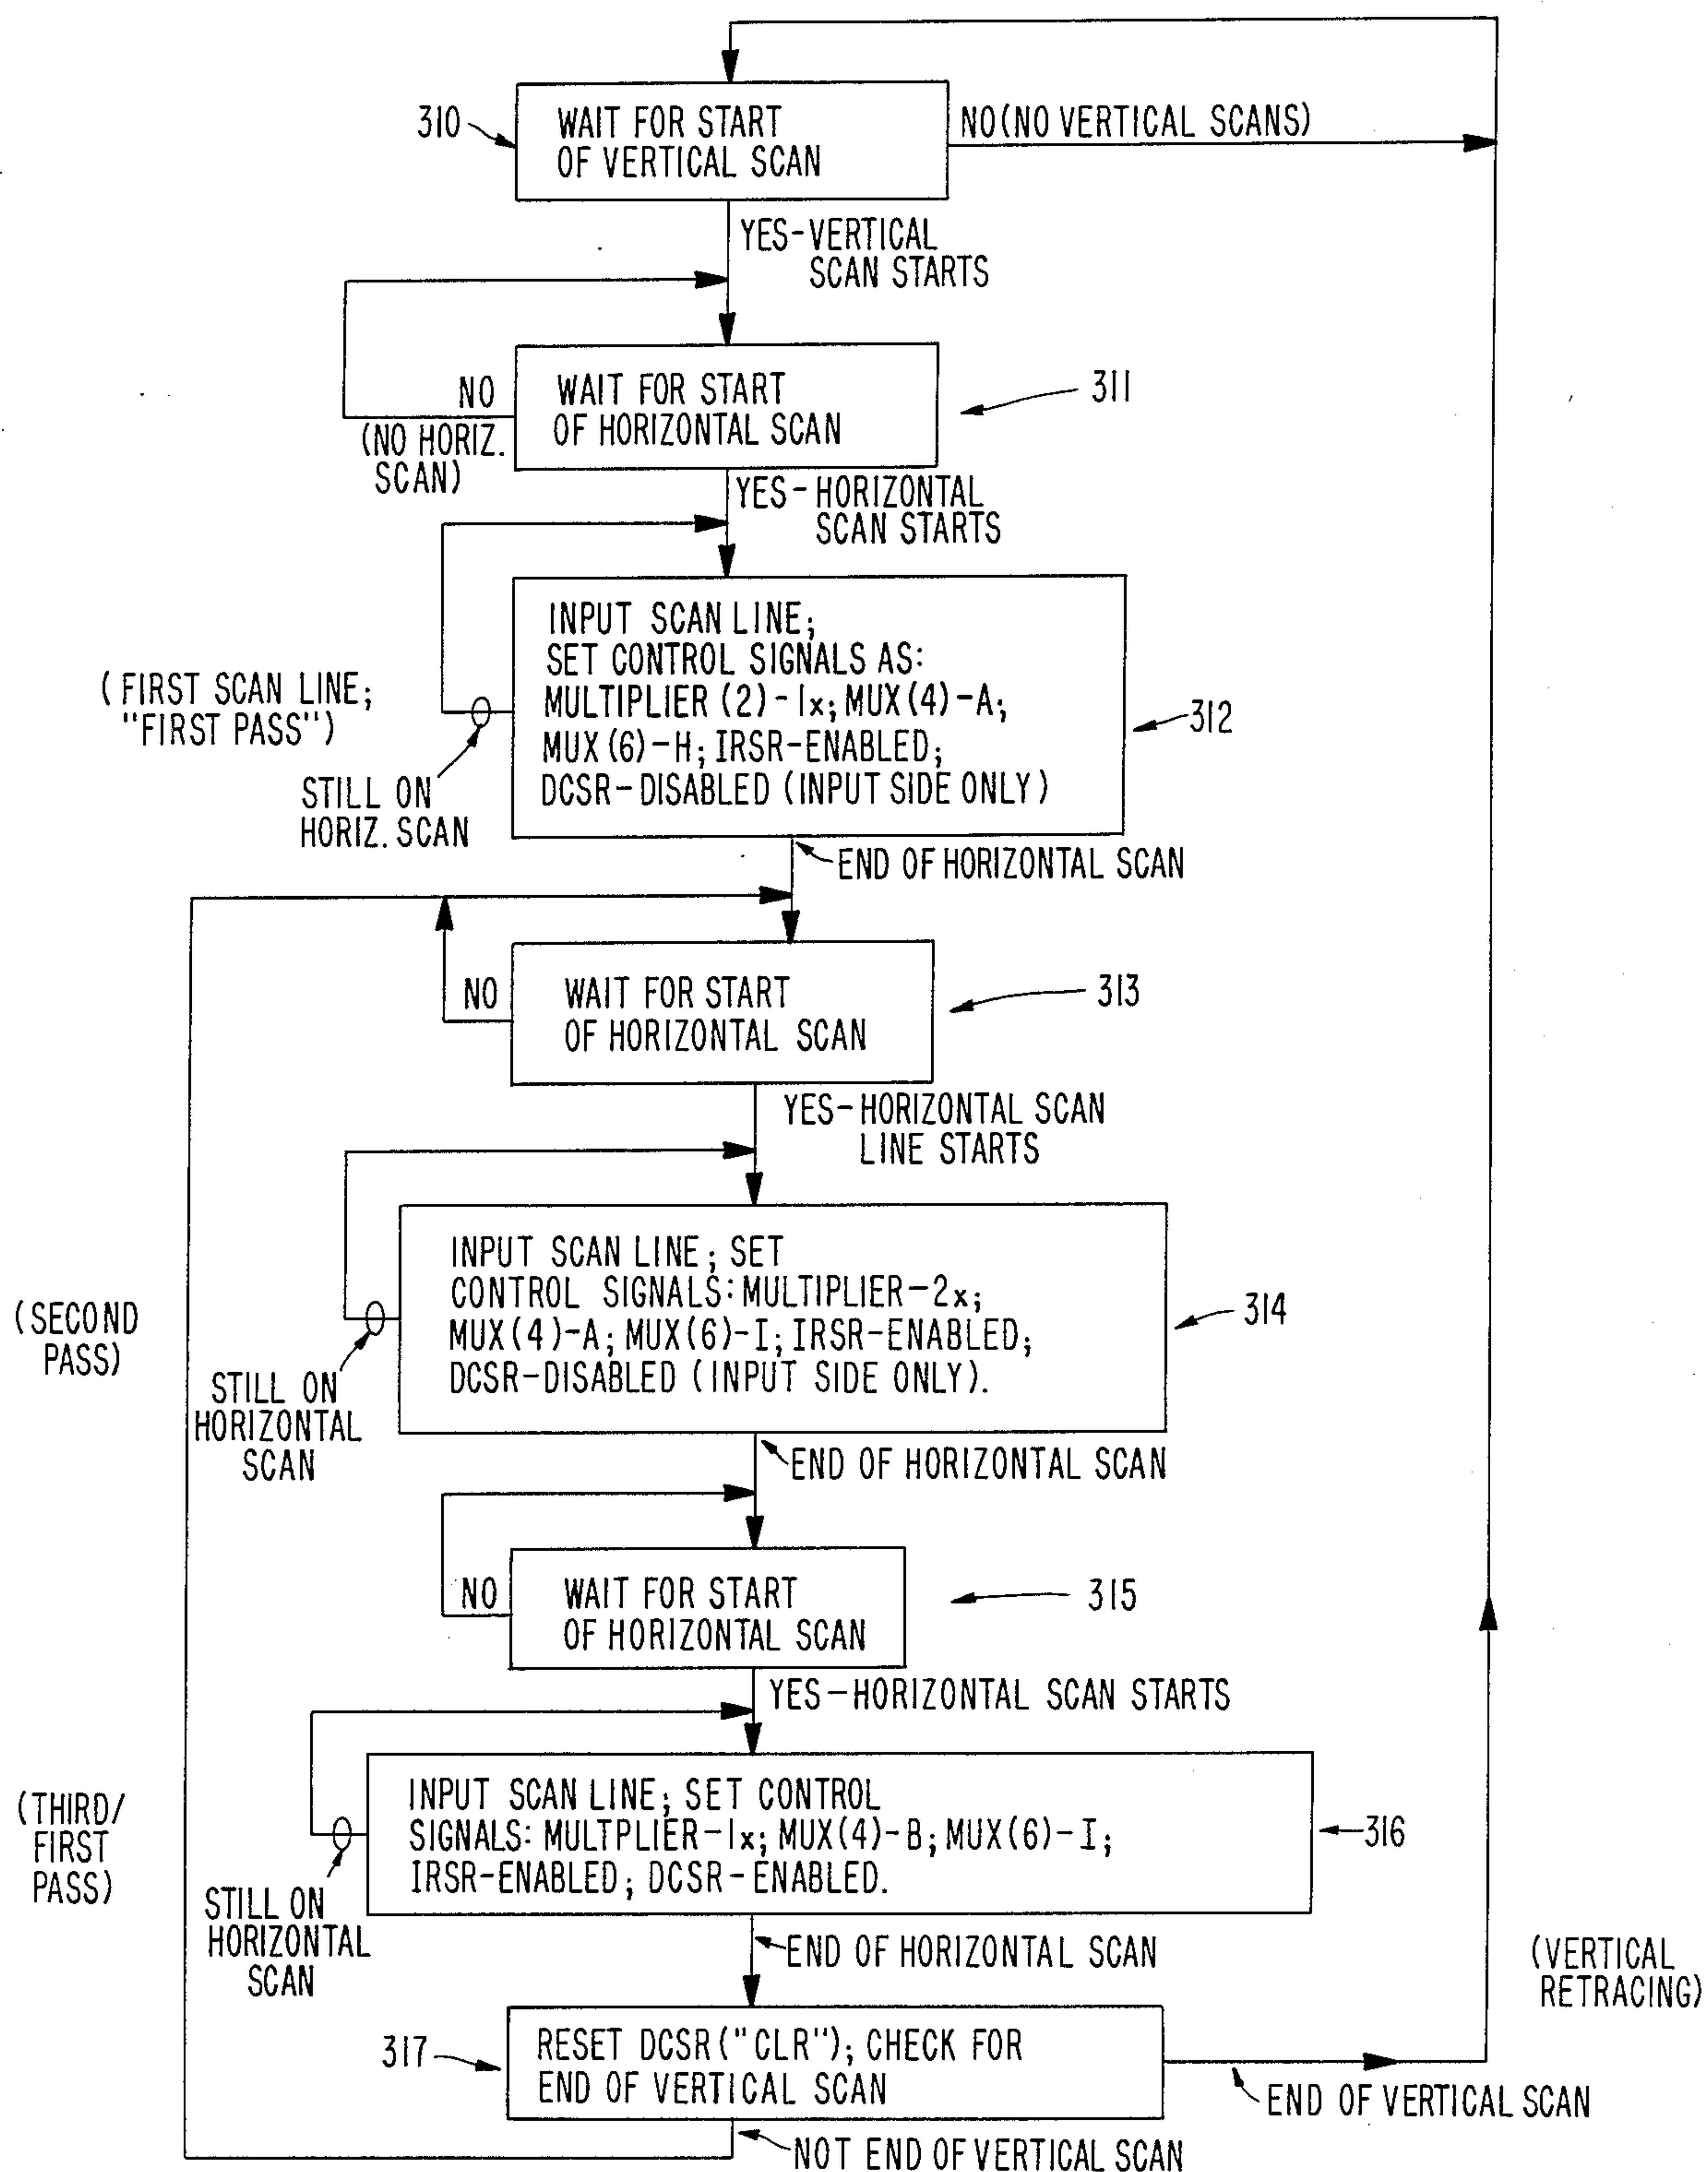 310
WAIT FOR START
OF VERTICAL SCAN
NO(NO VERTICAL SCANS)
YES-VERTICAL
SCAN STARTS
NO
(NO HORIZ.
SCAN)
WAIT FOR START
OF HORIZONTAL SCAN
311
YES-HORIZONTAL
SCAN STARTS
(FIRST SCAN LINE;
"FIRST PASS")
STILL ON
HORIZ. SCAN
INPUT SCAN LINE;
SET CONTROL SIGNALS AS:
MULTIPLIER (2)-1x; MUX(4)-A;
MUX(6)-H; IRSR-ENABLED;
DCSR-DISABLED (INPUT SIDE ONLY)
312
END OF HORIZONTAL SCAN
NO
WAIT FOR START
OF HORIZONTAL SCAN
313
YES-HORIZONTAL SCAN
LINE STARTS
(SECOND
PASS)
STILL ON
HORIZONTAL
SCAN
INPUT SCAN LINE; SET
CONTROL SIGNALS: MULTIPLIER-2x;
MUX(4)-A; MUX(6)-I; IRSR-ENABLED;
DCSR-DISABLED (INPUT SIDE ONLY).
314
END OF HORIZONTAL SCAN
NO
WAIT FOR START
OF HORIZONTAL SCAN
315
YES-HORIZONTAL SCAN STARTS
(THIRD/
FIRST
PASS)
STILL ON
HORIZONTAL
SCAN
INPUT SCAN LINE; SET CONTROL
SIGNALS: MULTPLIER-1x; MUX(4)-B; MUX(6)-I;
IRSR-ENABLED; DCSR-ENABLED.
316
END OF HORIZONTAL SCAN
(VERTICAL
RETRACING)
317
RESET DCSR("CLR"); CHECK FOR
END OF VERTICAL SCAN
END OF VERTICAL SCAN
NOT END OF VERTICAL SCAN